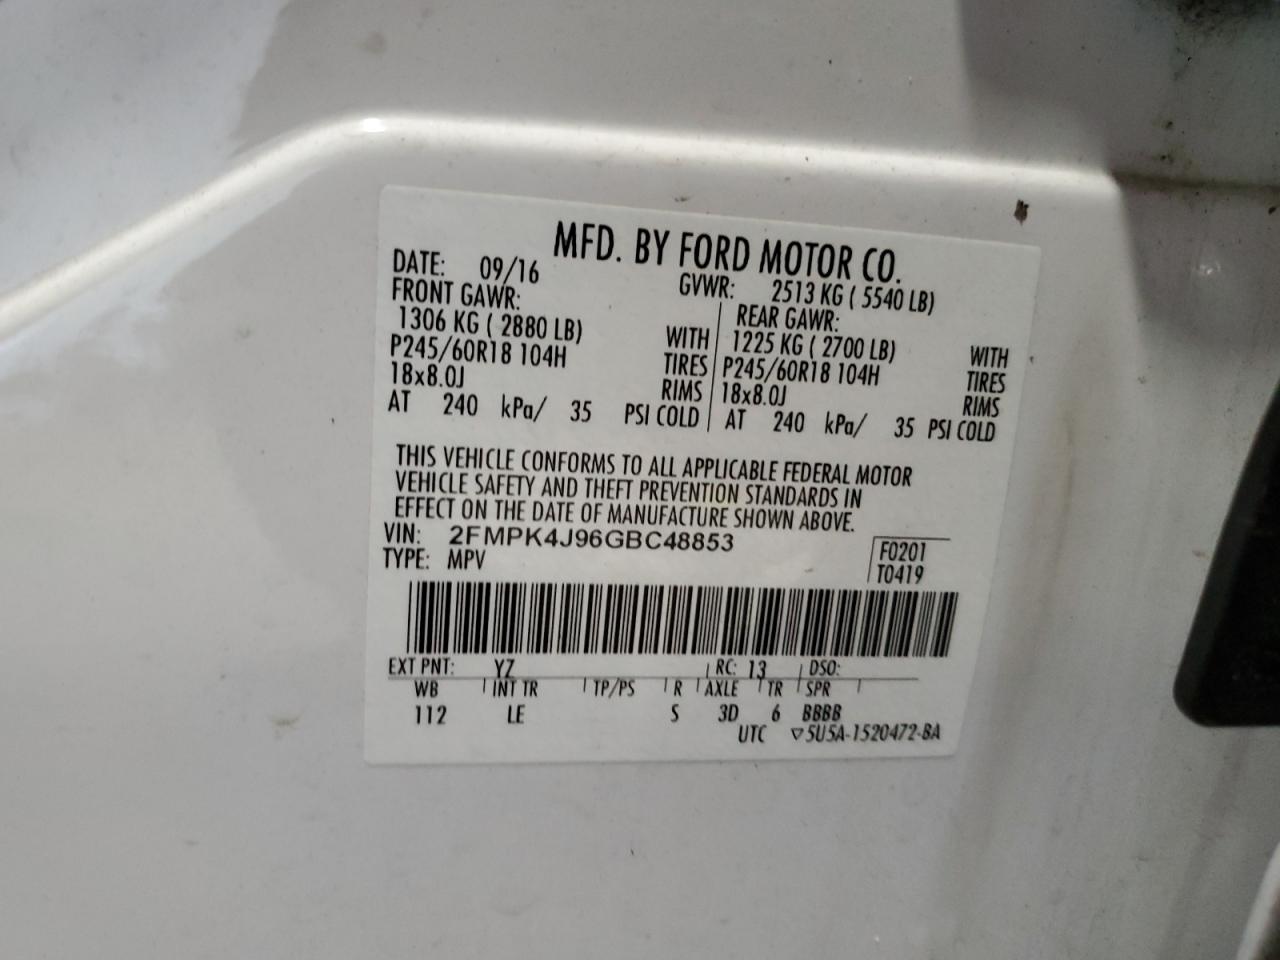 MFD. BY FORD MOTOR CO.
DATE: 09/16 GVWR: 2513 KG ( 5540 LB)
FRONT GAWR: REAR GAWR:
1306 KG ( 2880 LB) WITH 1225 KG ( 2700 LB) WITH
P245/60R18 104H TIRES P245/60R18 104H TIRES
18x8.0J RIMS 18x8.0J RIMS
AT 240 kPa/ 35 PSI COLD AT 240 kPa/ 35 PSI COLD
THIS VEHICLE CONFORMS TO ALL APPLICABLE FEDERAL MOTOR
VEHICLE SAFETY AND THEFT PREVENTION STANDARDS IN
EFFECT ON THE DATE OF MANUFACTURE SHOWN ABOVE.
VIN: 2FMPK4J96GBC48853 F0201
TYPE: MPV T0419
EXT PNT: YZ RC: 13 DSO:
WB INT TR TP/PS R AXLE TR SPR
112 LE S 3D 6 BBBB
UTC ▽5U5A-1520472-BA